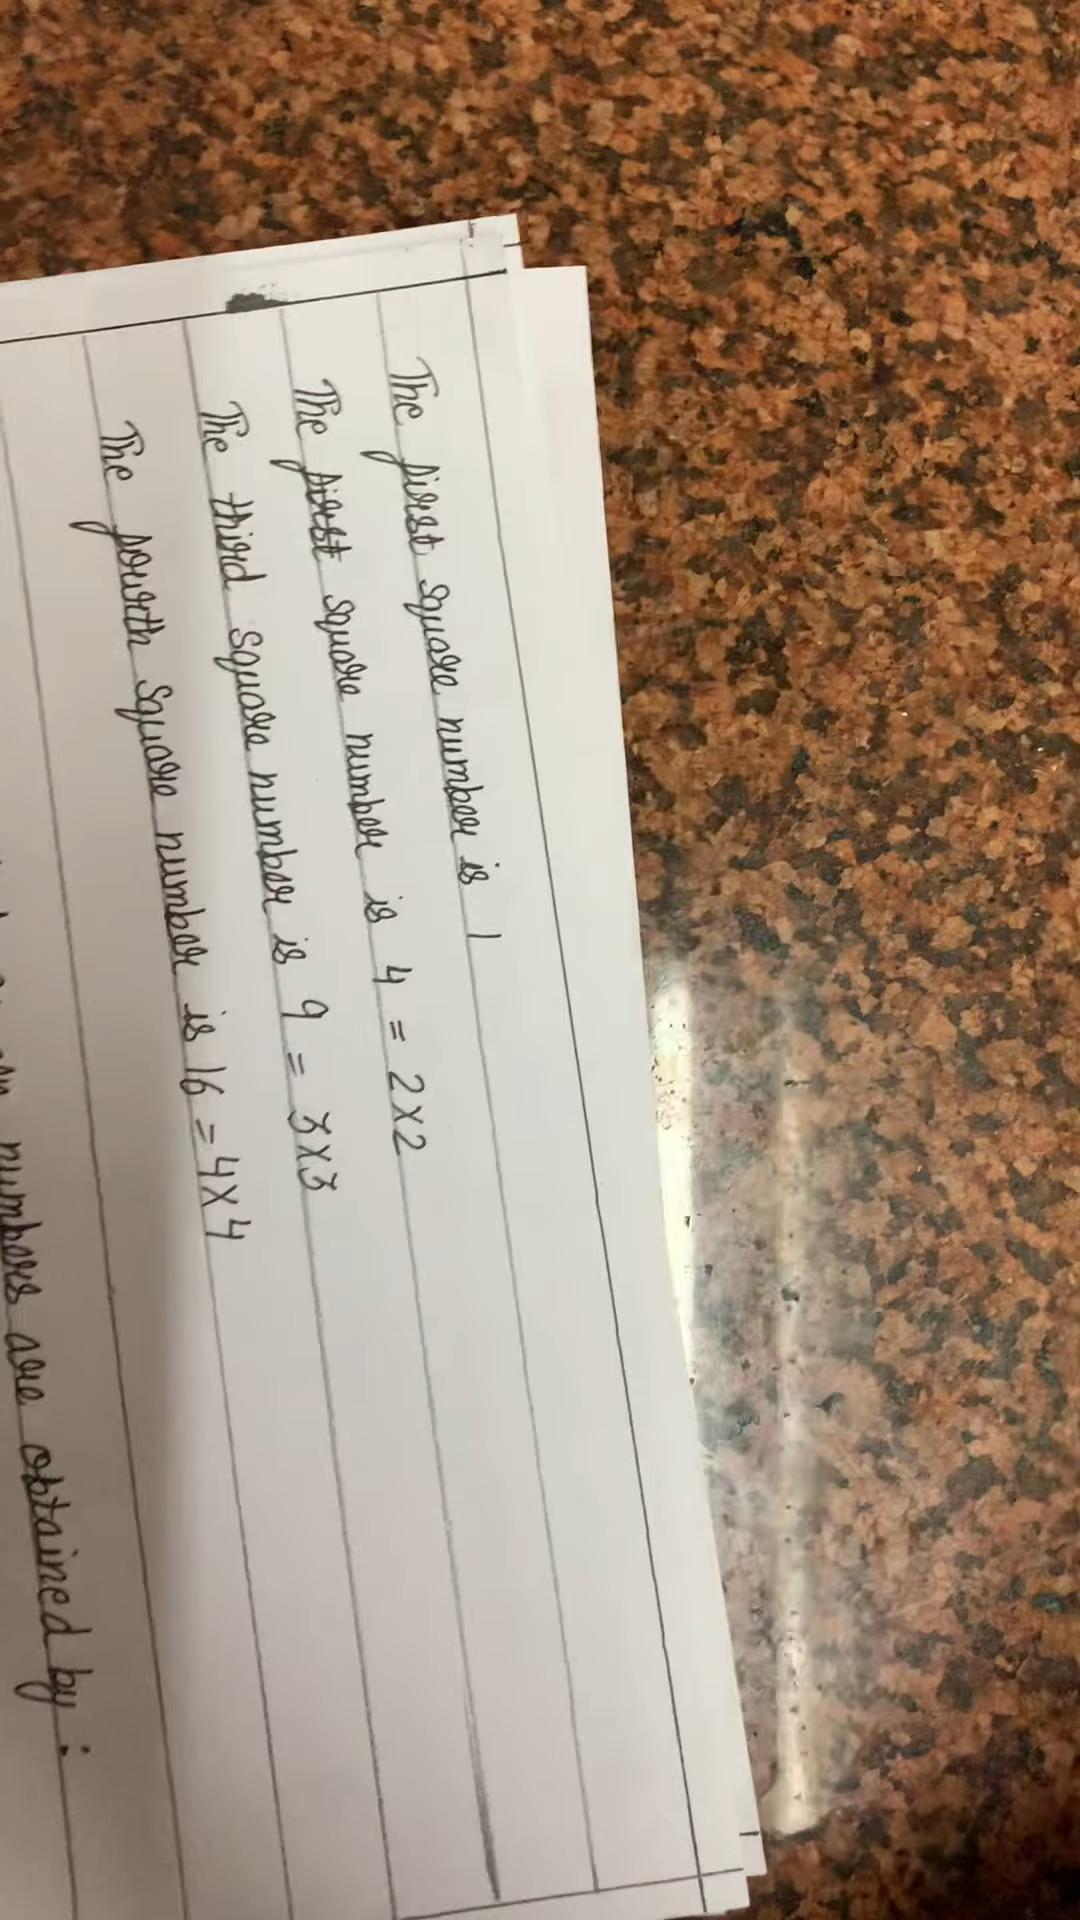 The first square number is 1
The first square number is 4 = 2x2
The third square number is 9 = 3x3
The fourth square number is 16 = 4x4
numbers are obtained by :